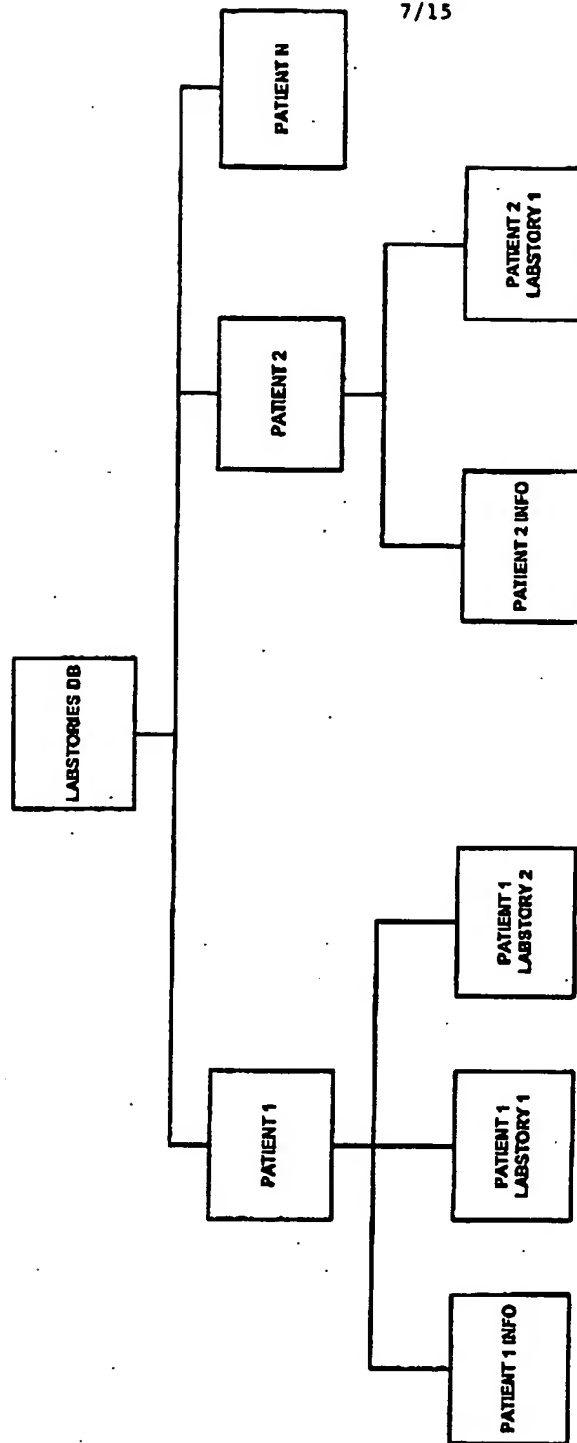 7/15
LABSTORIES DB
PATIENT 1
PATIENT 2
PATIENT N
PATIENT 1 INFO
PATIENT 1
LABSTORY 1
PATIENT 1
LABSTORY 2
PATIENT 2 INFO
PATIENT 2
LABSTORY 1